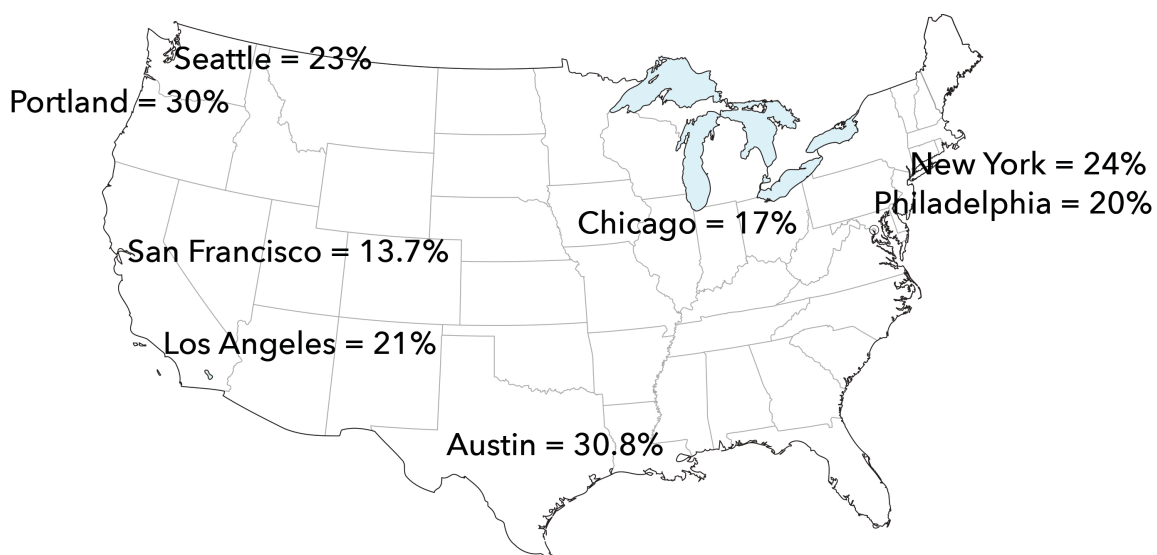 Seattle = 23%
Portland = 30%
New York = 24%
Philadelphia = 20%
Chicago = 17%
San Francisco = 13.7%
Los Angeles = 21%
Austin = 30.8%